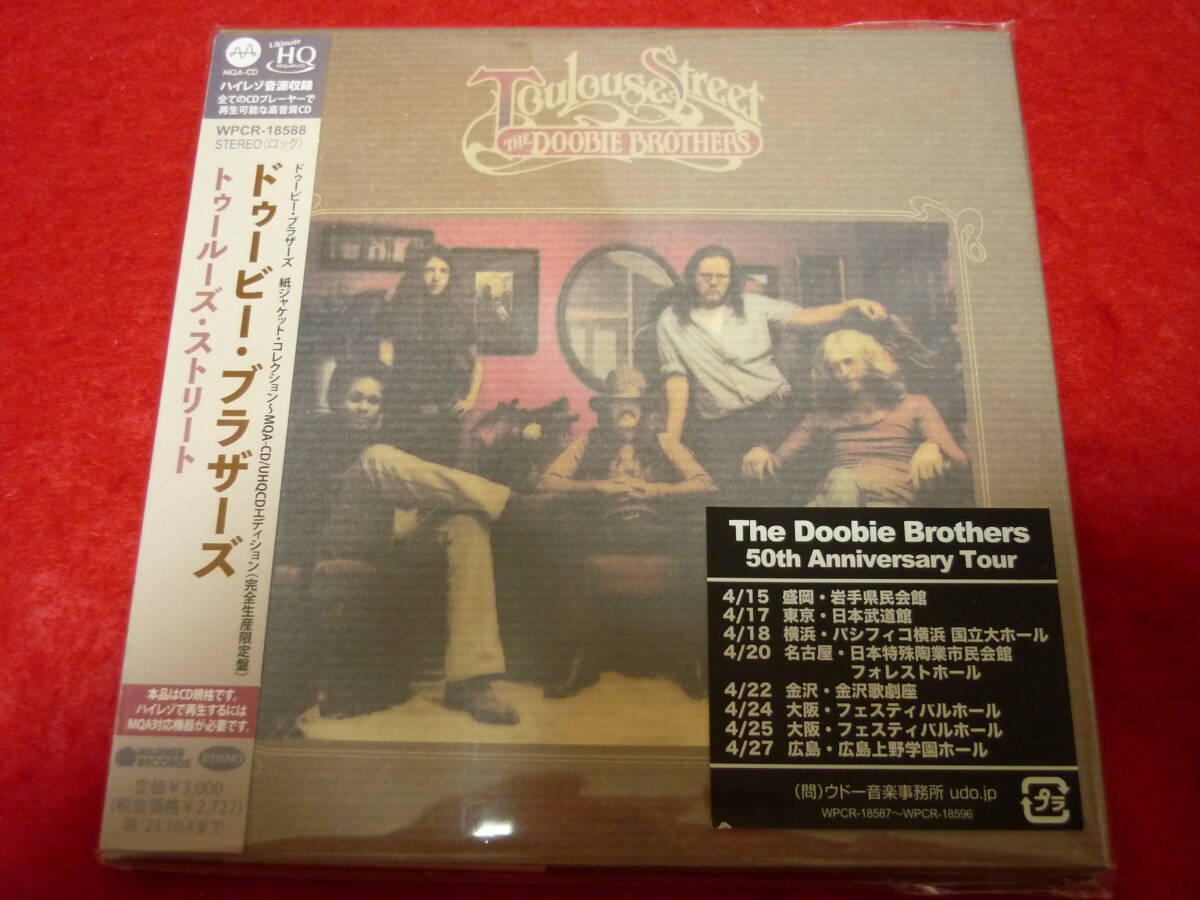 MQA-CD
Ultimate
HQ
ハイレゾ音源収録
全てのCDプレーヤーで
再生可能な高音質CD
WPCR-18588
STEREO(ロック)
ドゥービー・ブラザーズ 紙ジャケット・コレクション〜MQA-CD/UHQCDエディション(完全生産限定盤)
ドゥービー・ブラザーズ
トゥールーズ・ストリート
本品はCD規格です。
ハイレゾで再生するには
MQA対応機器が必要です。
WARNER
RECORDS
RHINO
定価¥3,000
(税抜価格¥2,727)
'23.10.4まで
Toulouse Street
THE DOOBIE BROTHERS
The Doobie Brothers
50th Anniversary Tour
4/15 盛岡・岩手県民会館
4/17 東京・日本武道館
4/18 横浜・パシフィコ横浜 国立大ホール
4/20 名古屋・日本特殊陶業市民会館
フォレストホール
4/22 金沢・金沢歌劇座
4/24 大阪・フェスティバルホール
4/25 大阪・フェスティバルホール
4/27 広島・広島上野学園ホール
(問)ウドー音楽事務所 udo.jp
WPCR-18587〜WPCR-18596
プラ